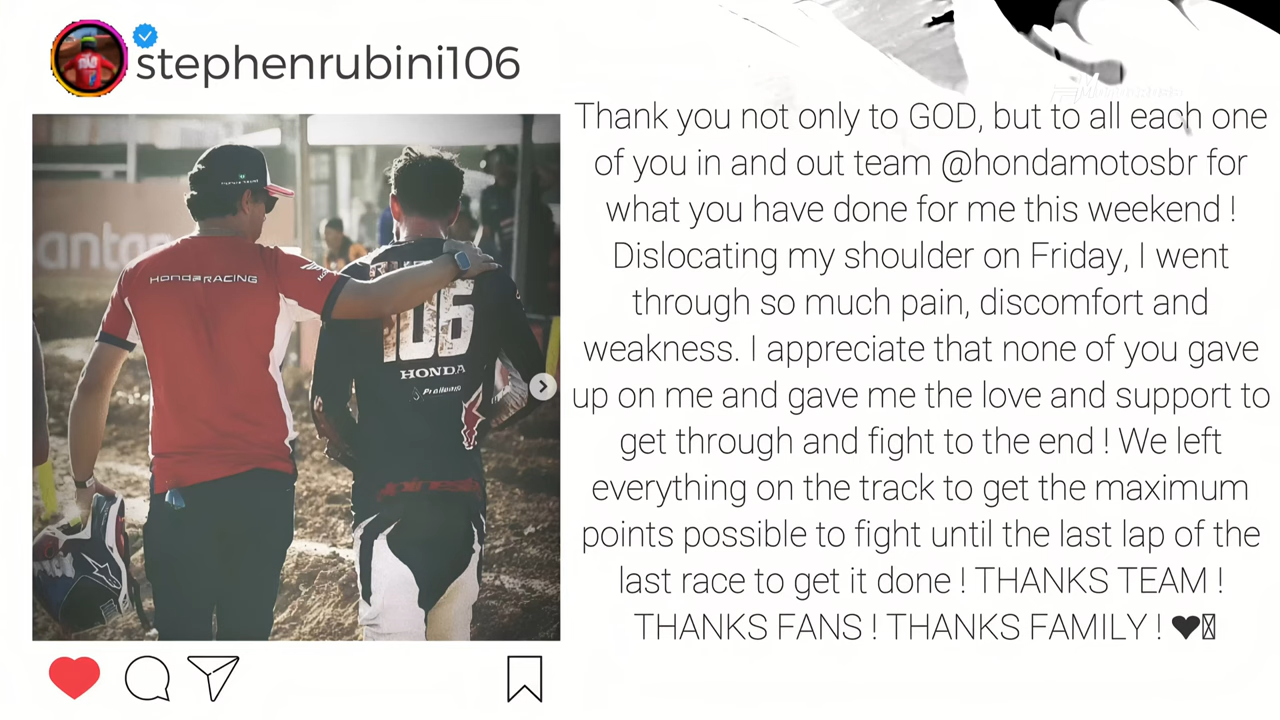 stephenrubini106
Thank you not only to GOD, but to all each one
of you in and out team @hondamotosbr for
what you have done for me this weekend !
Dislocating my shoulder on Friday, I went
through so much pain, discomfort and
weakness. I appreciate that none of you gave
up on me and gave me the love and support to
get through and fight to the end ! We left
everything on the track to get the maximum
points possible to fight until the last lap of the
last race to get it done ! THANKS TEAM !
THANKS FANS ! THANKS FAMILY ! ♥
antan
Honda RACING
106
HONDA